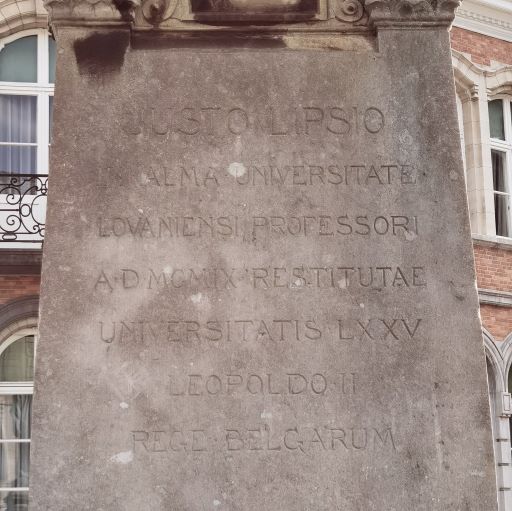 JUSTO LIPSIO
IN ALMA UNIVERSITATE
LOVANIENSI PROFESSORI
A·D MCMIX RESTITUTAE
UNIVERSITATIS LXXV
LEOPOLDO II
REGE BELGARUM